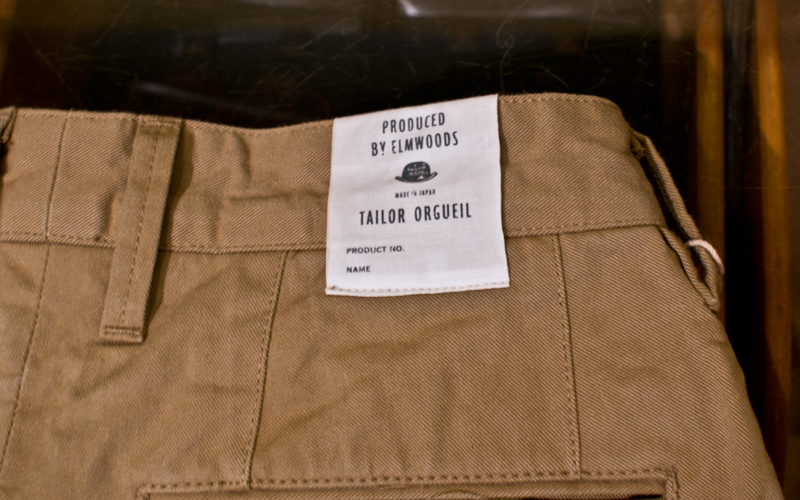 PRODUCED
BY ELMWOODS
MADE IN JAPAN
TAILOR ORGUEIL
PRODUCT NO.
NAME